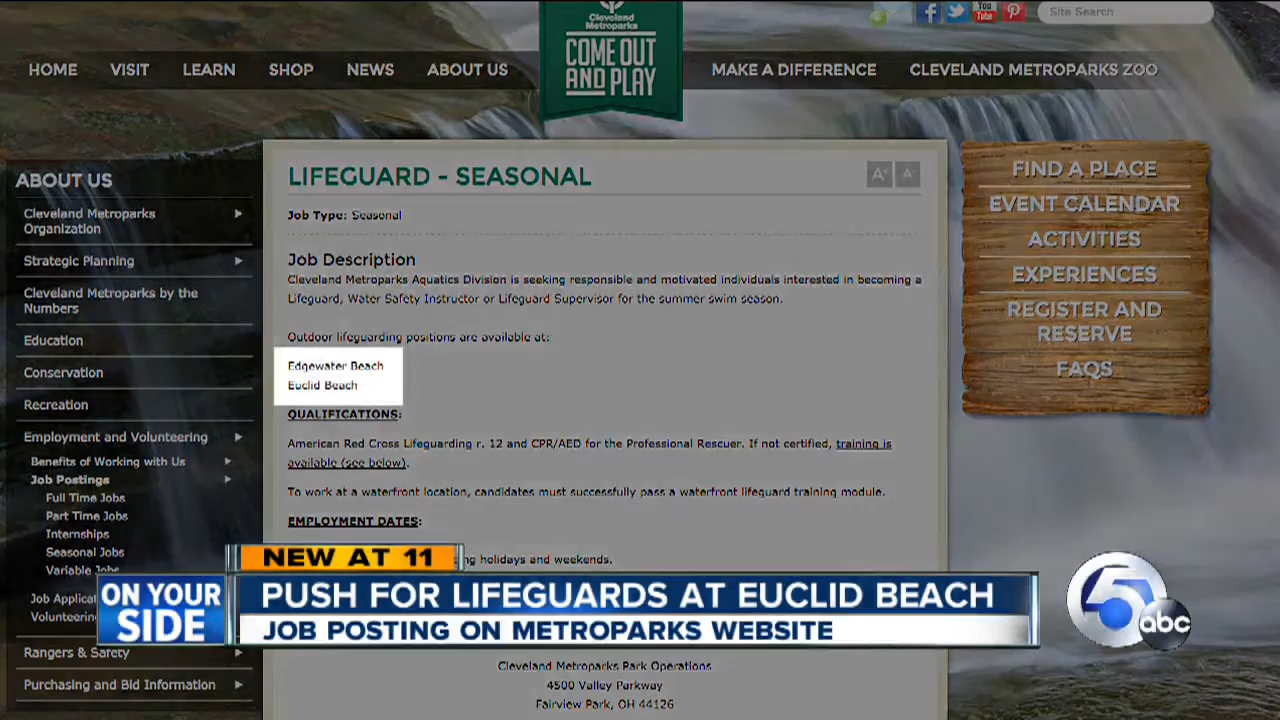 Cleveland
Metroparks
COME OUT
AND PLAY
f
You
Tube
Site Search
HOME
VISIT
LEARN
SHOP
NEWS
ABOUT US
MAKE A DIFFERENCE
CLEVELAND METROPARKS ZOO
ABOUT US
Cleveland Metroparks
Organization
Strategic Planning
Cleveland Metroparks by the
Numbers
Education
Conservation
Recreation
Employment and Volunteering
Benefits of Working with Us
Job Postings
Full Time Jobs
Part Time Jobs
Internships
Seasonal Jobs
Variable Jobs
Job Applicat
Volunteering
Rangers & Safety
Purchasing and Bid Information
LIFEGUARD - SEASONAL
A+
A-
Job Type: Seasonal
Job Description
Cleveland Metroparks Aquatics Division is seeking responsible and motivated individuals interested in becoming a
Lifeguard, Water Safety Instructor or Lifeguard Supervisor for the summer swim season.
Outdoor lifeguarding positions are available at:
Edgewater Beach
Euclid Beach
QUALIFICATIONS:
American Red Cross Lifeguarding r. 12 and CPR/AED for the Professional Rescuer. If not certified, training is
available (see below).
To work at a waterfront location, candidates must successfully pass a waterfront lifeguard training module.
EMPLOYMENT DATES:
ng holidays and weekends.
Cleveland Metroparks Park Operations
4500 Valley Parkway
Fairview Park, OH 44126
FIND A PLACE
EVENT CALENDAR
ACTIVITIES
EXPERIENCES
REGISTER AND
RESERVE
FAQS
NEW AT 11
ON YOUR
SIDE
PUSH FOR LIFEGUARDS AT EUCLID BEACH
JOB POSTING ON METROPARKS WEBSITE
5
abc